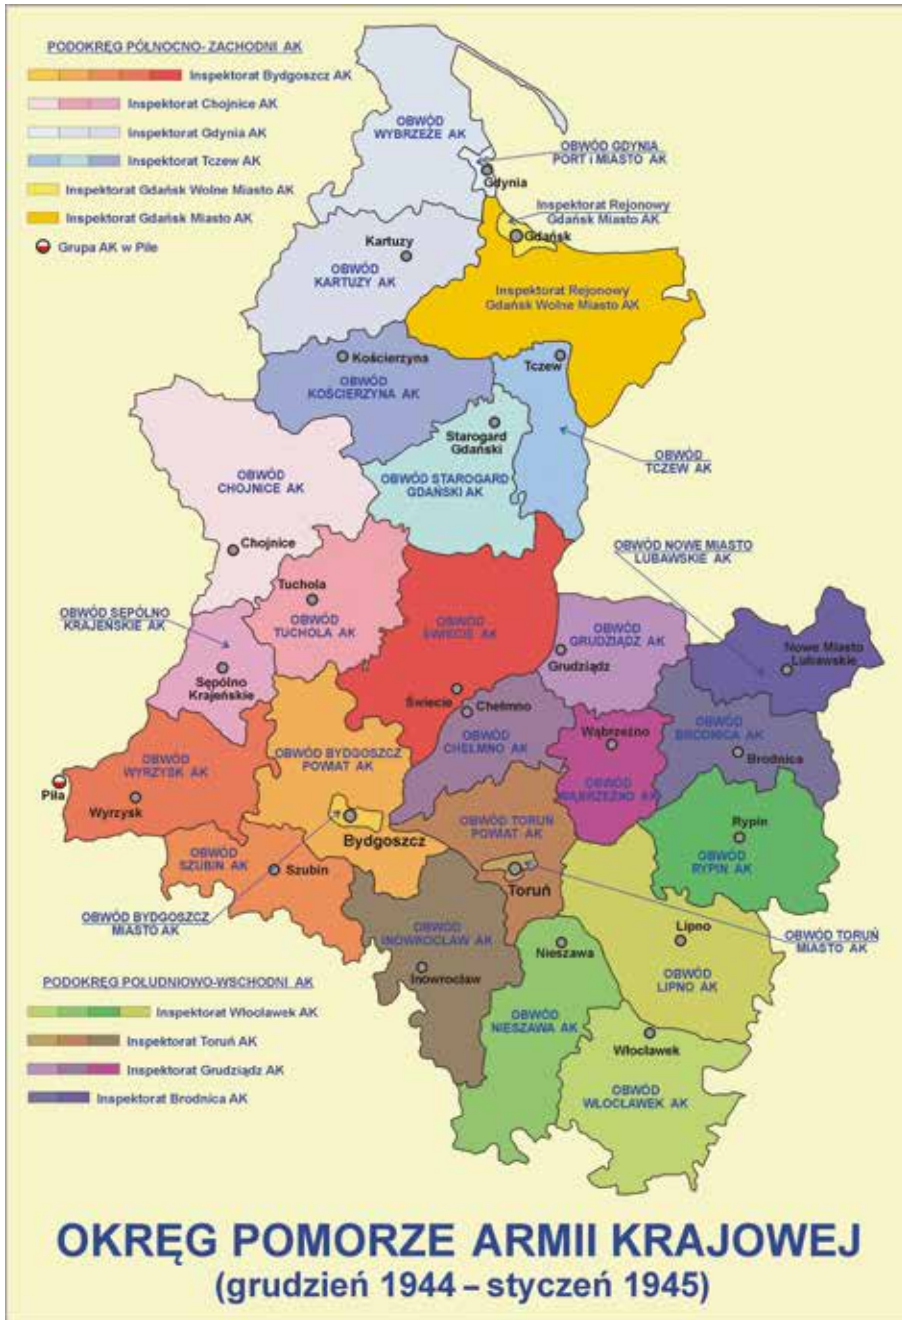 PODOKRĘG PÓŁNOCNO- ZACHODNI AK
Inspektorat Bydgoszcz AK
Inspektorat Chojnice AK
Inspektorat Gdynia AK
Inspektorat Tczew AK
Inspektorat Gdańsk Wolne Miasto AK
Inspektorat Gdańsk Miasto AK
Grupa AK w Pile
OBWÓD
WYBRZEŻE AK
OBWÓD GDYNIA
PORT i MIASTO AK
Gdynia
Inspektorat Rejonowy
Gdańsk Miasto AK
Gdańsk
Kartuzy
OBWÓD
KARTUZY AK
Inspektorat Rejonowy
Gdańsk Wolne Miasto AK
Kościerzyna
OBWÓD
KOŚCIERZYNA AK
Tczew
Starogard
Gdański
OBWÓD STAROGARD
GDAŃSKI AK
OBWÓD
TCZEW AK
OBWÓD
CHOJNICE AK
Chojnice
OBWÓD NOWE MIASTO
LUBAWSKIE AK
Tuchola
OBWÓD
TUCHOLA AK
OBWÓD SĘPÓLNO
KRAJEŃSKIE AK
Sępólno
Krajeńskie
OBWÓD
ŚWIECIE AK
Świecie
OBWÓD
GRUDZIĄDZ AK
Grudziądz
Nowe Miasto
Lubawskie
Chełmno
OBWÓD
CHEŁMNO AK
Wąbrzeźno
OBWÓD
WĄBRZEŹNO AK
OBWÓD
BRODNICA AK
Brodnica
OBWÓD
WYRZYSK AK
Piła
Wyrzysk
OBWÓD BYDGOSZCZ
POWIAT AK
Bydgoszcz
OBWÓD TORUŃ
POWIAT AK
Toruń
Rypin
OBWÓD
RYPIN AK
OBWÓD
SZUBIN AK
Szubin
OBWÓD BYDGOSZCZ
MIASTO AK
OBWÓD
INOWROCŁAW AK
Inowrocław
Nieszawa
OBWÓD
NIESZAWA AK
Lipno
OBWÓD
LIPNO AK
OBWÓD TORUŃ
MIASTO AK
Włocławek
OBWÓD
WŁOCŁAWEK AK
PODOKRĘG POŁUDNIOWO-WSCHODNI AK
Inspektorat Włocławek AK
Inspektorat Toruń AK
Inspektorat Grudziądz AK
Inspektorat Brodnica AK
OKRĘG POMORZE ARMII KRAJOWEJ
(grudzień 1944 – styczeń 1945)